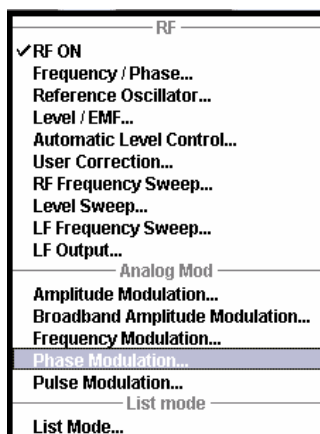 RF
✓RF ON
Frequency / Phase...
Reference Oscillator...
Level / EMF...
Automatic Level Control...
User Correction...
RF Frequency Sweep...
Level Sweep...
LF Frequency Sweep...
LF Output...
Analog Mod
Amplitude Modulation...
Broadband Amplitude Modulation...
Frequency Modulation...
Phase Modulation...
Pulse Modulation...
List mode
List Mode...